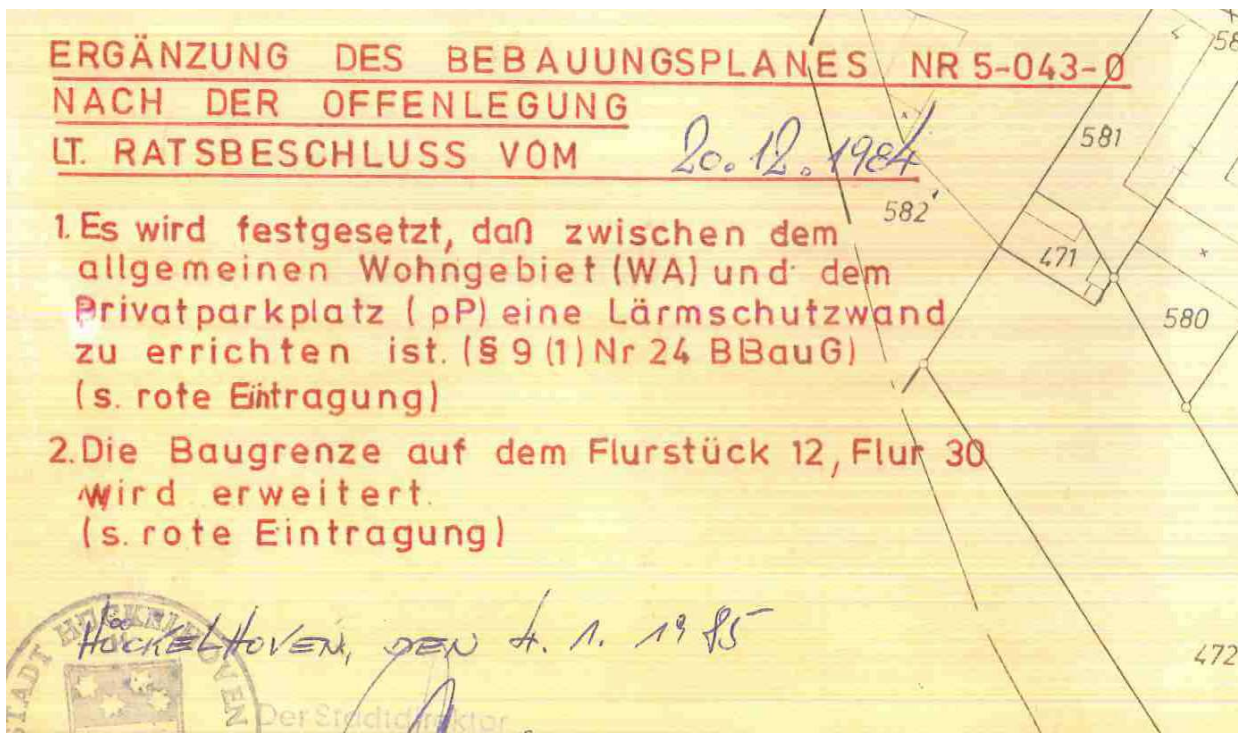 ERGÄNZUNG DES BEBAUUNGSPLANES NR 5-043-0
NACH DER OFFENLEGUNG
LT. RATSBESCHLUSS VOM 20.12.1984
1. Es wird festgesetzt, daß zwischen dem
allgemeinen Wohngebiet (WA) und dem
Privatparkplatz (pP) eine Lärmschutzwand
zu errichten ist. (§ 9 (1) Nr 24 BBauG)
(s. rote Eintragung)
2. Die Baugrenze auf dem Flurstück 12, Flur 30
wird erweitert.
(s. rote Eintragung)
HÜCKELHOVEN, DEN 4. 1. 1985
STADT HÜCKELHOVEN
Der Stadtdirektor
581
582
471
580
472